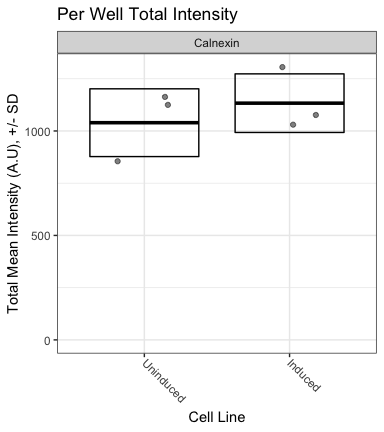 Per Well Total Intensity
Calnexin
Total Mean Intensity (A.U), +/- SD
1000
500
0
Uninduced
Induced
Cell Line